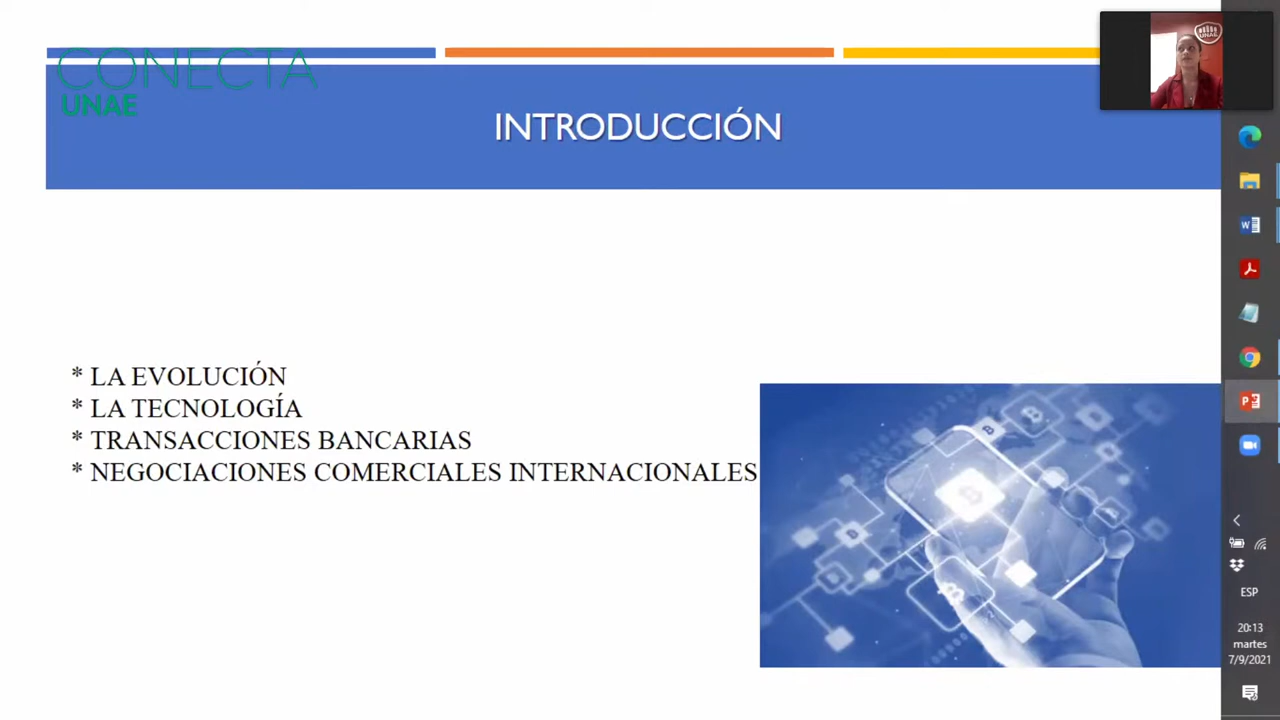 CONECTA
UNAE
INTRODUCCIÓN
UNAE
* LA EVOLUCIÓN
* LA TECNOLOGÍA
* TRANSACCIONES BANCARIAS
* NEGOCIACIONES COMERCIALES INTERNACIONALES
ESP
20:13
martes
7/9/2021